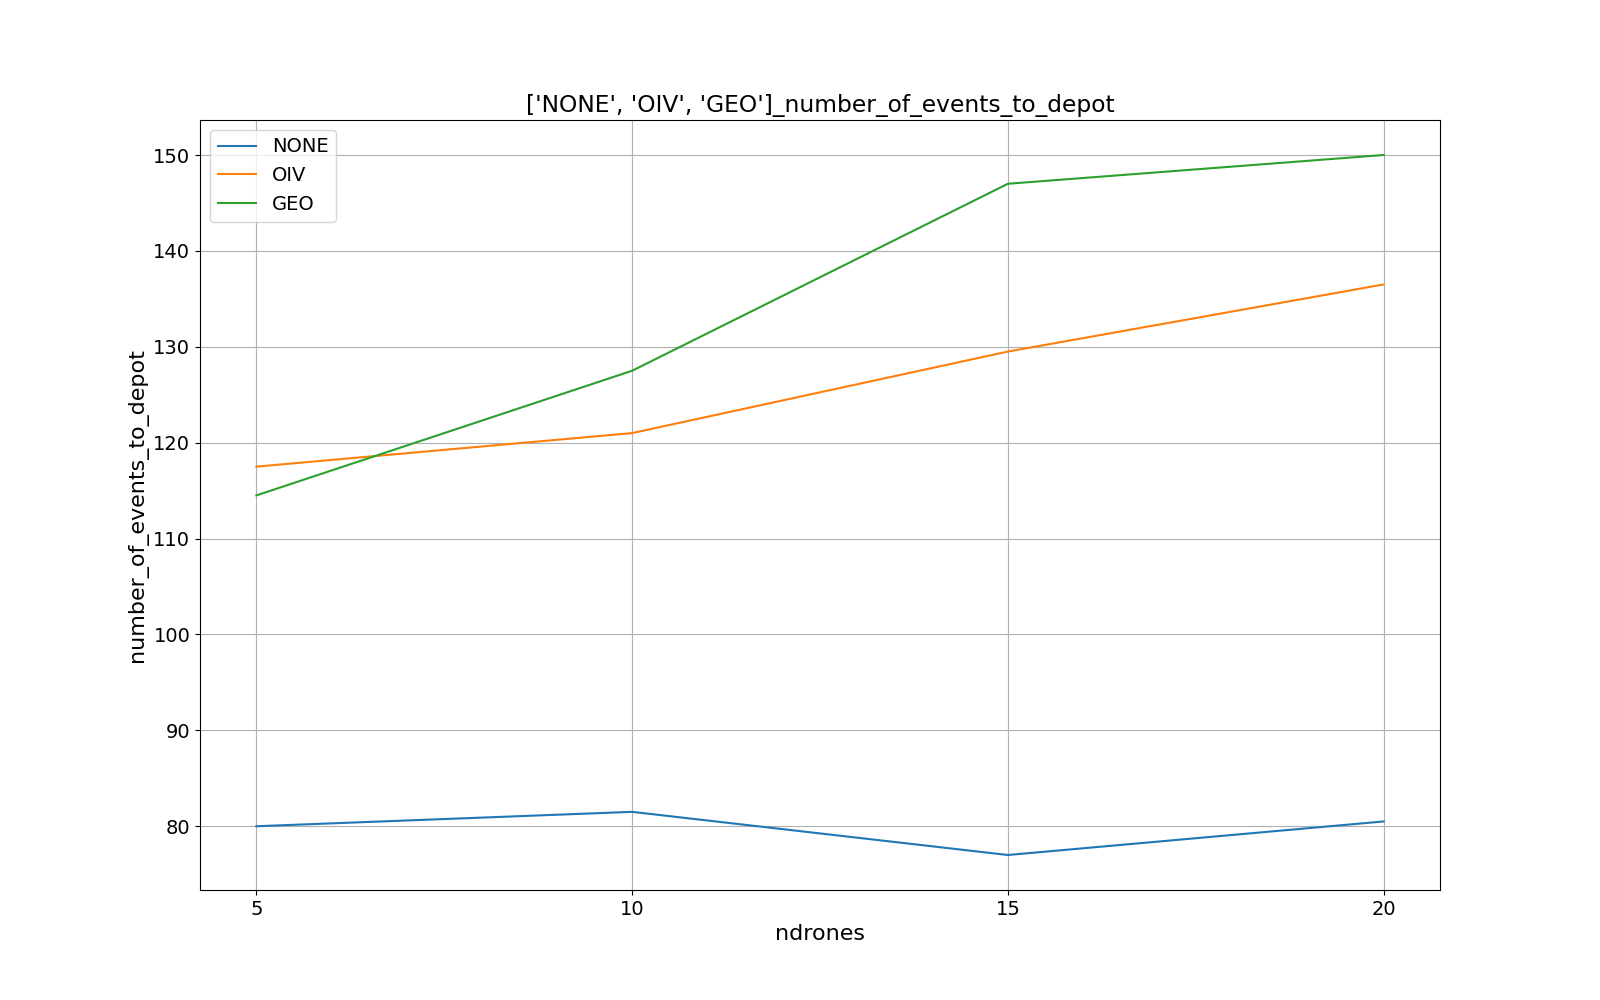 ['NONE', 'OIV', 'GEO']_number_of_events_to_depot
NONE
OIV
GEO
150
140
130
120
110
100
90
80
number_of_events_to_depot
5
10
15
20
ndrones